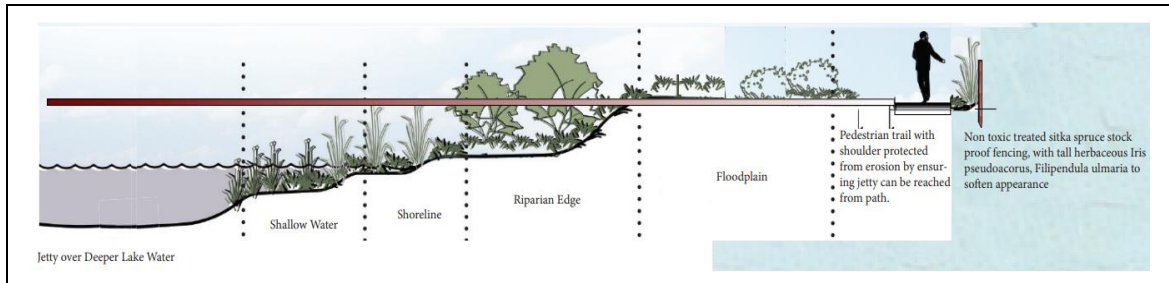 Jetty over Deeper Lake Water
Shallow Water
Shoreline
Riparian Edge
Floodplain
Pedestrian trail with
shoulder protected
from erosion by ensur-
ing jetty can be reached
from path.
Non toxic treated sitka spruce stock
proof fencing, with tall herbaceous Iris
pseudoacorus, Filipendula ulmaria to
soften appearance